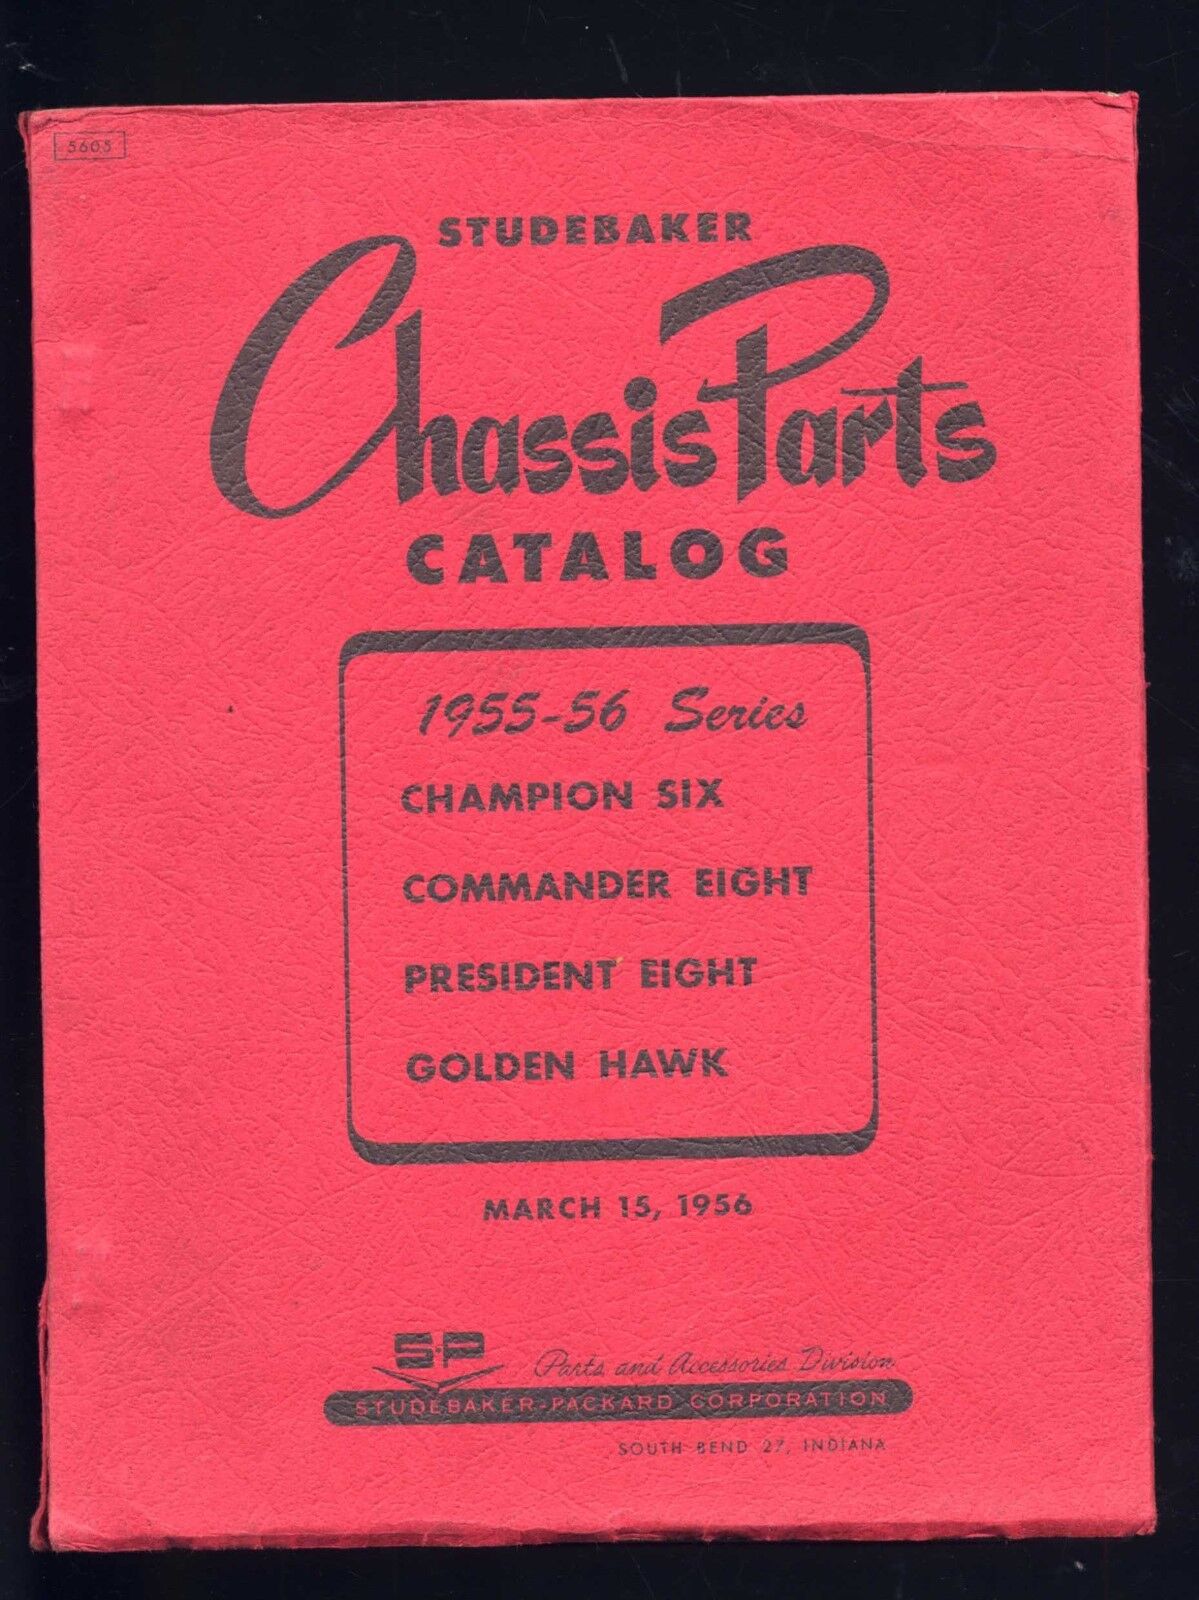 5605
STUDEBAKER
Chassis Parts
CATALOG
1955-56 Series
CHAMPION SIX
COMMANDER EIGHT
PRESIDENT EIGHT
GOLDEN HAWK
MARCH 15, 1956
S-P
Parts and Accessories Division
STUDEBAKER-PACKARD CORPORATION
SOUTH BEND 27, INDIANA